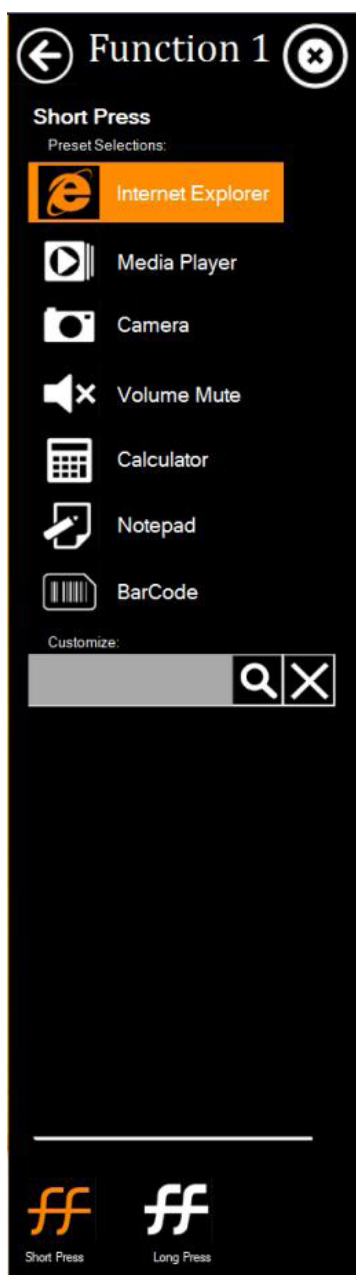 Function 1
Short Press
Preset Selections:
Internet Explorer
Media Player
Camera
Volume Mute
Calculator
Notepad
BarCode
Customize:
Short Press Long Press